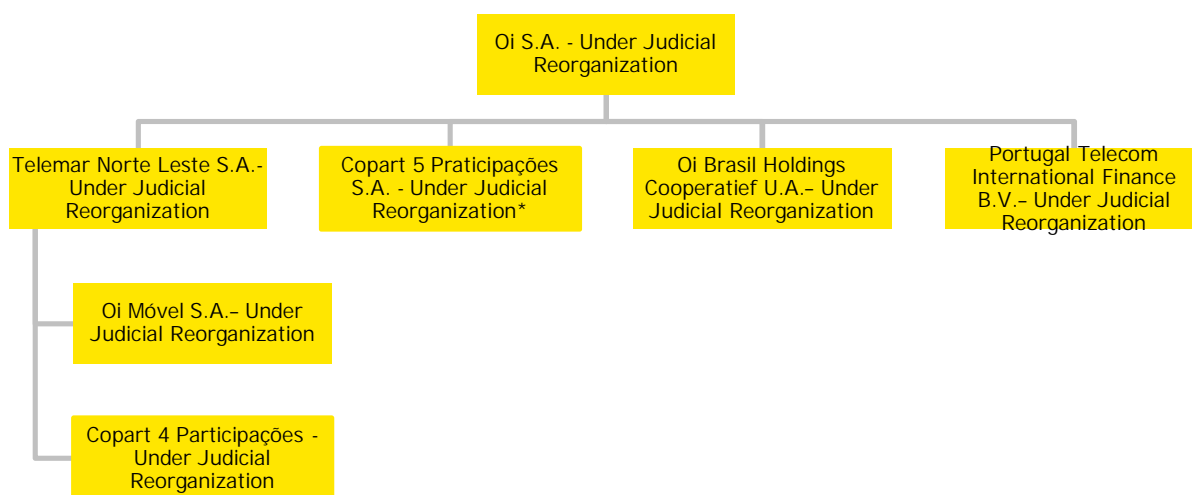 Oi S.A. - Under Judicial
Reorganization
Telemar Norte Leste S.A.-
Under Judicial
Reorganization
Copart 5 Praticipações
S.A. - Under Judicial
Reorganization*
Oi Brasil Holdings
Cooperatief U.A.– Under
Judicial Reorganization
Portugal Telecom
International Finance
B.V.– Under Judicial
Reorganization
Oi Móvel S.A.– Under
Judicial Reorganization
Copart 4 Participações -
Under Judicial
Reorganization